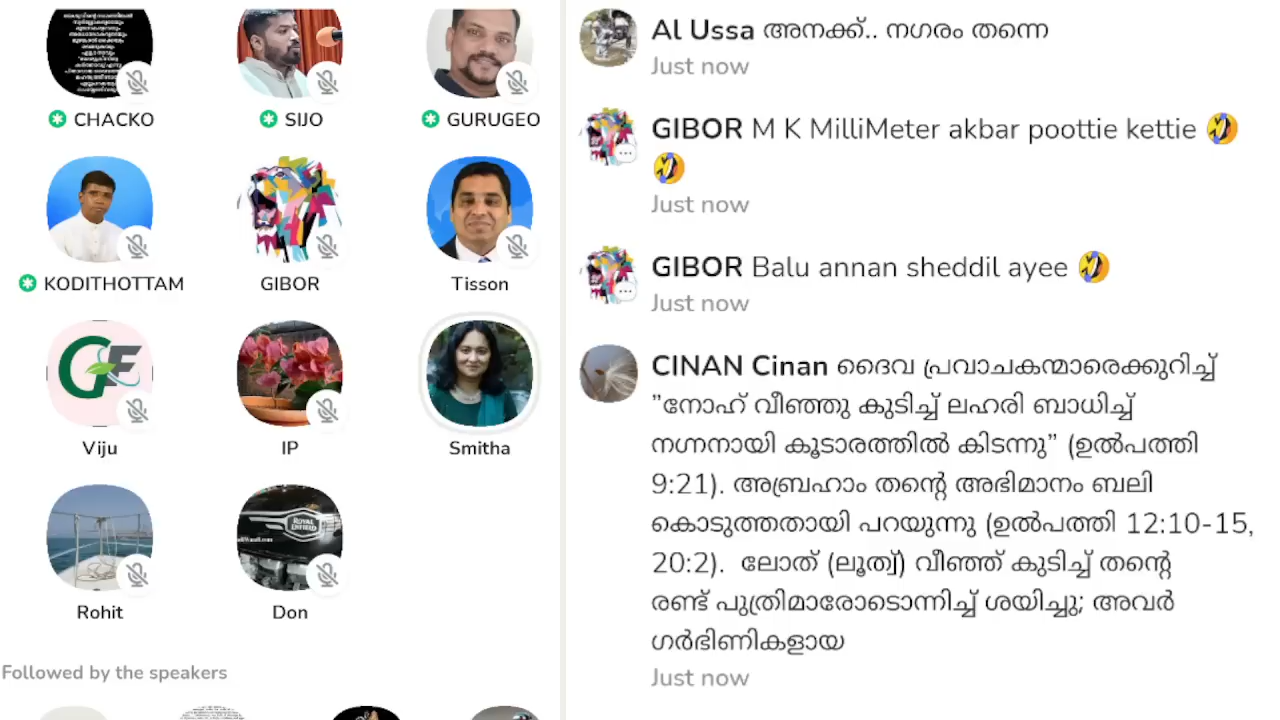 CHACKO
SIJO
GURUGEO
KODITHOTTAM
GIBOR
Tisson
GF
Viju
IP
Smitha
ROYAL
ENFIELD
Rohit
Don
Followed by the speakers
Al Ussa അനക്ക്.. നഗരം തന്നെ
Just now
GIBOR M K MilliMeter akbar poottie kettie 🤣
🤣
Just now
GIBOR Balu annan sheddil ayee 🤣
Just now
CINAN Cinan ദൈവ പ്രവാചകന്മാരെക്കുറിച്ച്
"നോഹ് വീഞ്ഞു കുടിച്ച് ലഹരി ബാധിച്ച്
നഗ്നനായി കൂടാരത്തിൽ കിടന്നു" (ഉൽപത്തി
9:21). അബ്രഹാം തന്റെ അഭിമാനം ബലി
കൊടുത്തതായി പറയുന്നു (ഉൽപത്തി 12:10-15,
20:2). ലോത് (ലൂത്വ്) വീഞ്ഞ് കുടിച്ച് തന്റെ
രണ്ട് പുത്രിമാരോടൊന്നിച്ച് ശയിച്ചു; അവർ
ഗർഭിണികളായ
Just now